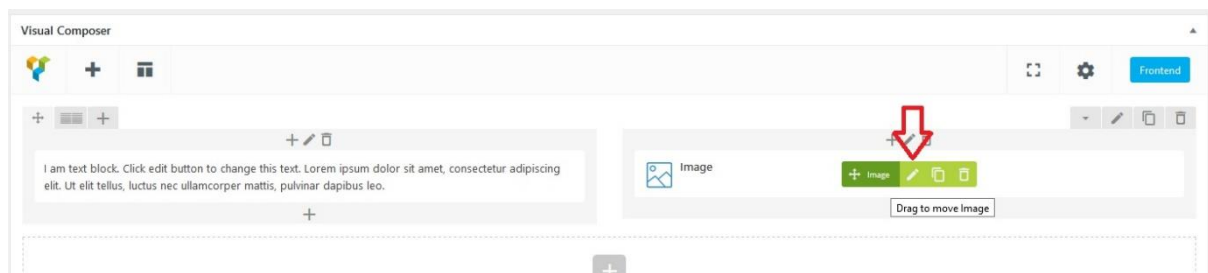 Visual Composer
Frontend
I am text block. Click edit button to change this text. Lorem ipsum dolor sit amet, consectetur adipiscing
elit. Ut elit tellus, luctus nec ullamcorper mattis, pulvinar dapibus leo.
Image
Image
Drag to move Image